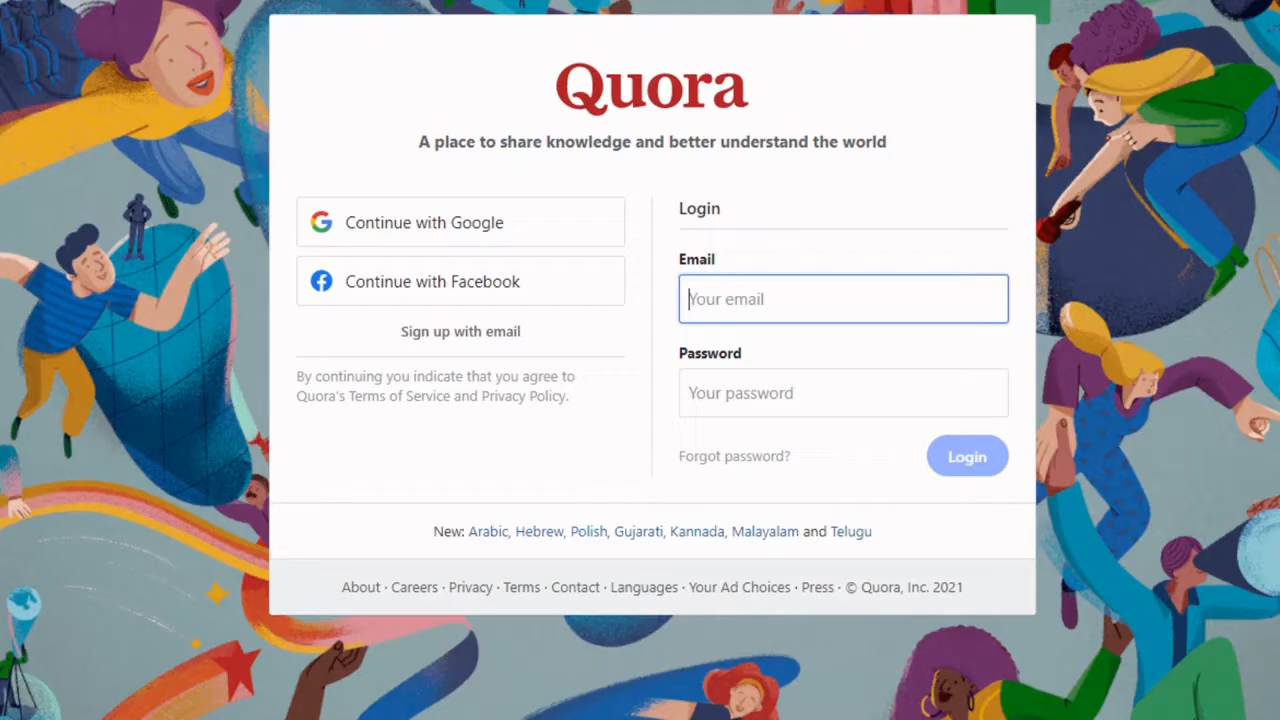 Quora
A place to share knowledge and better understand the world
Continue with Google
Continue with Facebook
Sign up with email
By continuing you indicate that you agree to
Quora's Terms of Service and Privacy Policy.
Login
Email
Your email
Password
Your password
Forgot password?
Login
New: Arabic, Hebrew, Polish, Gujarati, Kannada, Malayalam and Telugu
About · Careers · Privacy · Terms · Contact · Languages · Your Ad Choices · Press · © Quora, Inc. 2021